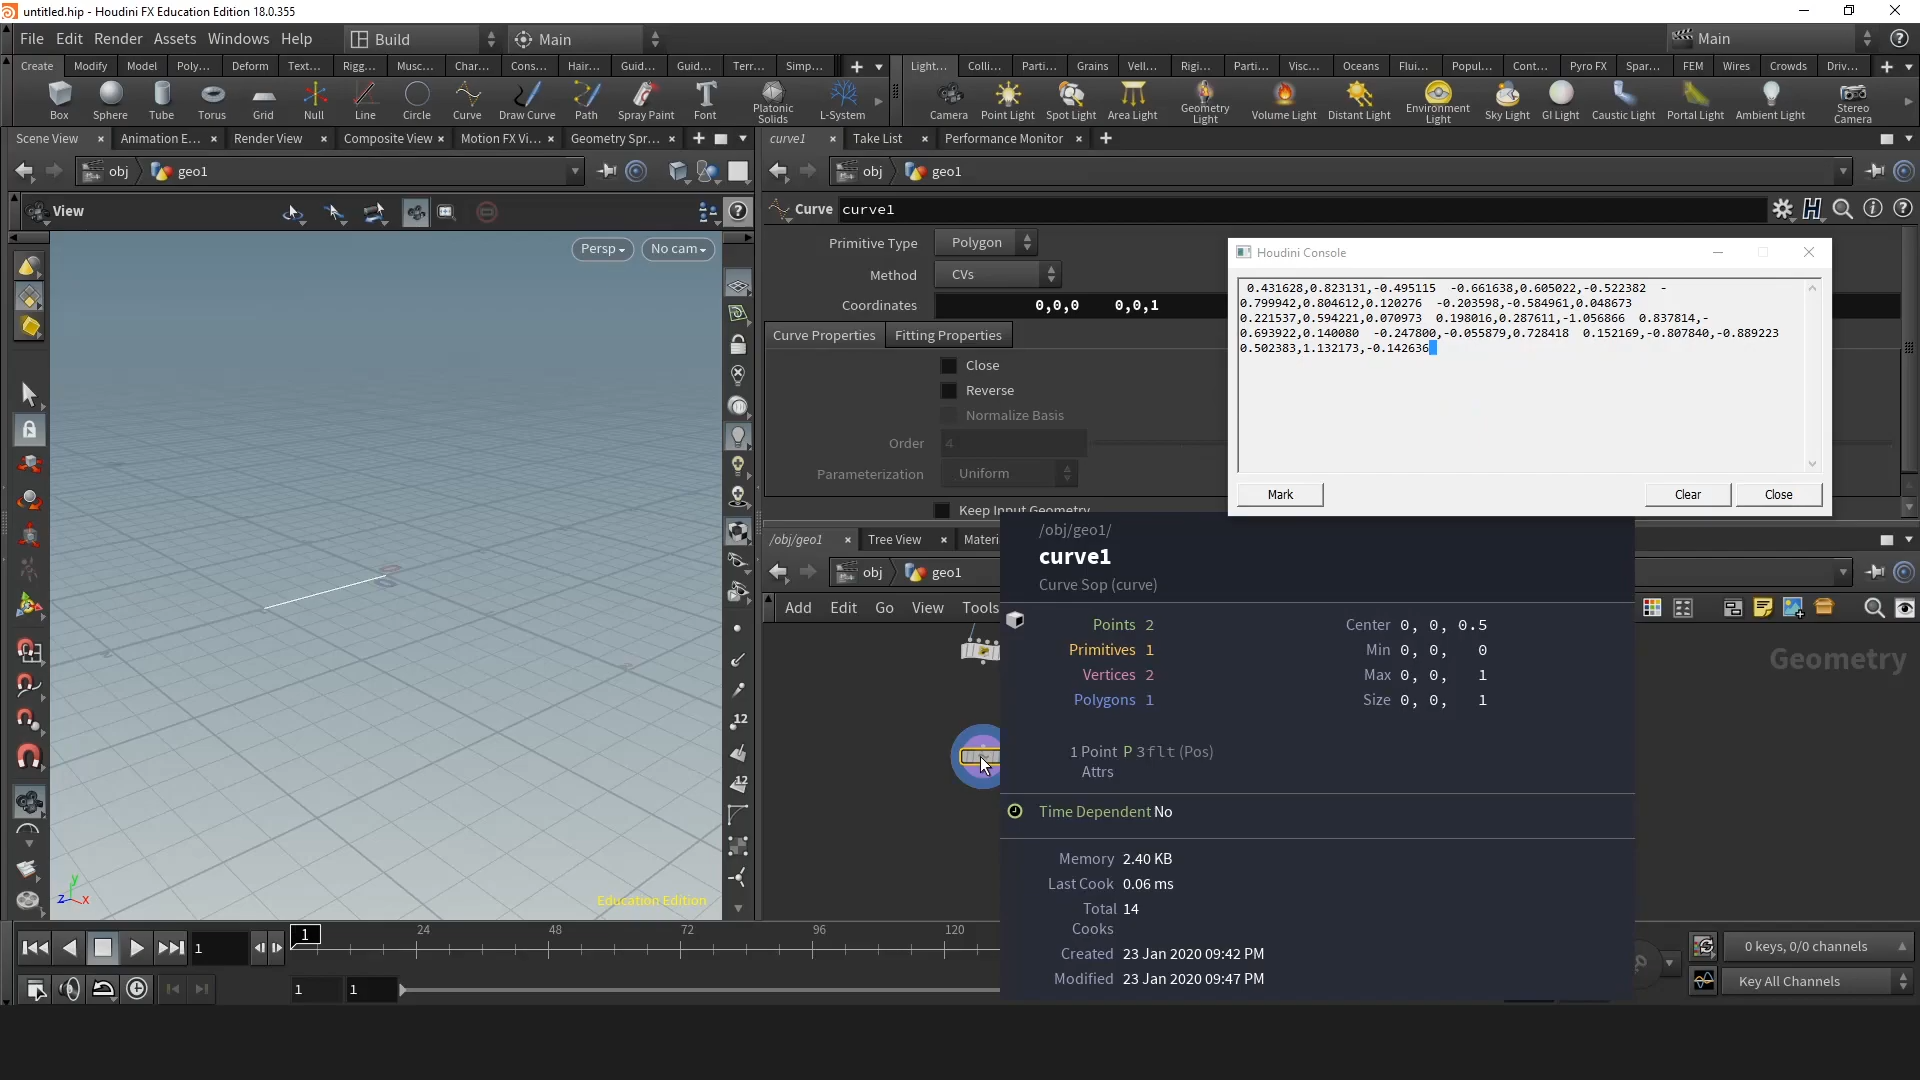 untitled.hip - Houdini FX Education Edition 18.0.355
File Edit Render Assets Windows Help Build Main Main
Create Modify Model Poly... Deform Text... Rigg... Musc... Char... Cons... Hair... Guid... Guid... Terr... Simp... Light... Colli... Parti... Grains Vell... Rigi... Parti... Visc... Oceans Flui... Popul... Cont... Pyro FX Spar... FEM Wires Crowds Driv...
Box Sphere Tube Torus Grid Null Line Circle Curve Draw Curve Path Spray Paint Font Platonic Solids L-System Camera Point Light Spot Light Area Light Geometry Light Volume Light Distant Light Environment Light Sky Light GI Light Caustic Light Portal Light Ambient Light Stereo Camera
Scene View Animation E... Render View Composite View Motion FX Vi... Geometry Spr... curve1 Take List Performance Monitor
obj geo1 obj geo1
View
Curve curve1
Persp No cam
Primitive Type Polygon
Method CVs
Coordinates 0,0,0 0,0,1
Curve Properties Fitting Properties
Close
Reverse
Normalize Basis
Order 4
Parameterization Uniform
Keep Input Geometry
Houdini Console
0.431628,0.823131,-0.495115 -0.661638,0.605022,-0.522382 -
0.799942,0.804612,0.120276 -0.203598,-0.584961,0.048673
0.221537,0.594221,0.070973 0.198016,0.287611,-1.056866 0.837814,-
0.693922,0.140080 -0.247800,-0.055879,0.728418 0.152169,-0.807840,-0.889223
0.502383,1.132173,-0.142636
Mark Clear Close
/obj/geo1 Tree View Materi
obj geo1
Add Edit Go View Tools
Geometry
/obj/geo1/
curve1
Curve Sop (curve)
Points 2 Center 0, 0, 0.5
Primitives 1 Min 0, 0, 0
Vertices 2 Max 0, 0, 1
Polygons 1 Size 0, 0, 1
1 Point P 3flt (Pos)
Attrs
Time Dependent No
Memory 2.40 KB
Last Cook 0.06 ms
Total 14
Cooks
Created 23 Jan 2020 09:42 PM
Modified 23 Jan 2020 09:47 PM
12
12
y
z x
Education Edition
1 1 24 48 72 96 120
0 keys, 0/0 channels
1 1
Key All Channels